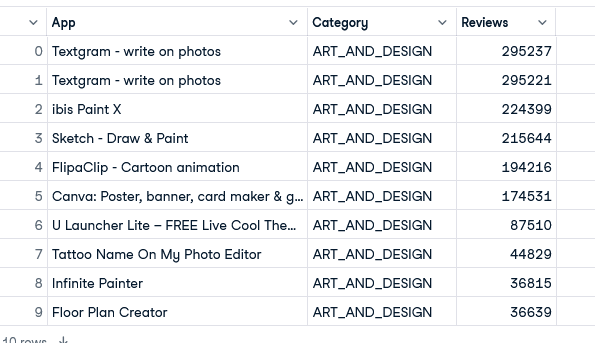 App Category Reviews
0 Textgram - write on photos ART_AND_DESIGN 295237
1 Textgram - write on photos ART_AND_DESIGN 295221
2 ibis Paint X ART_AND_DESIGN 224399
3 Sketch - Draw & Paint ART_AND_DESIGN 215644
4 FlipaClip - Cartoon animation ART_AND_DESIGN 194216
5 Canva: Poster, banner, card maker & g... ART_AND_DESIGN 174531
6 U Launcher Lite – FREE Live Cool The... ART_AND_DESIGN 87510
7 Tattoo Name On My Photo Editor ART_AND_DESIGN 44829
8 Infinite Painter ART_AND_DESIGN 36815
9 Floor Plan Creator ART_AND_DESIGN 36639
10 rows